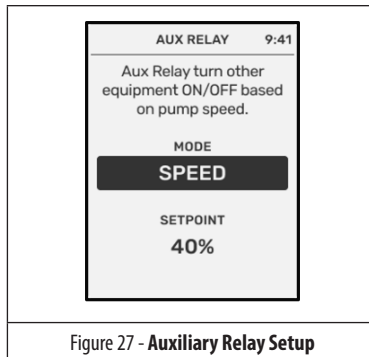 AUX RELAY 9:41
Aux Relay turn other
equipment ON/OFF based
on pump speed.
MODE
SPEED
SETPOINT
40%
Figure 27 - Auxiliary Relay Setup